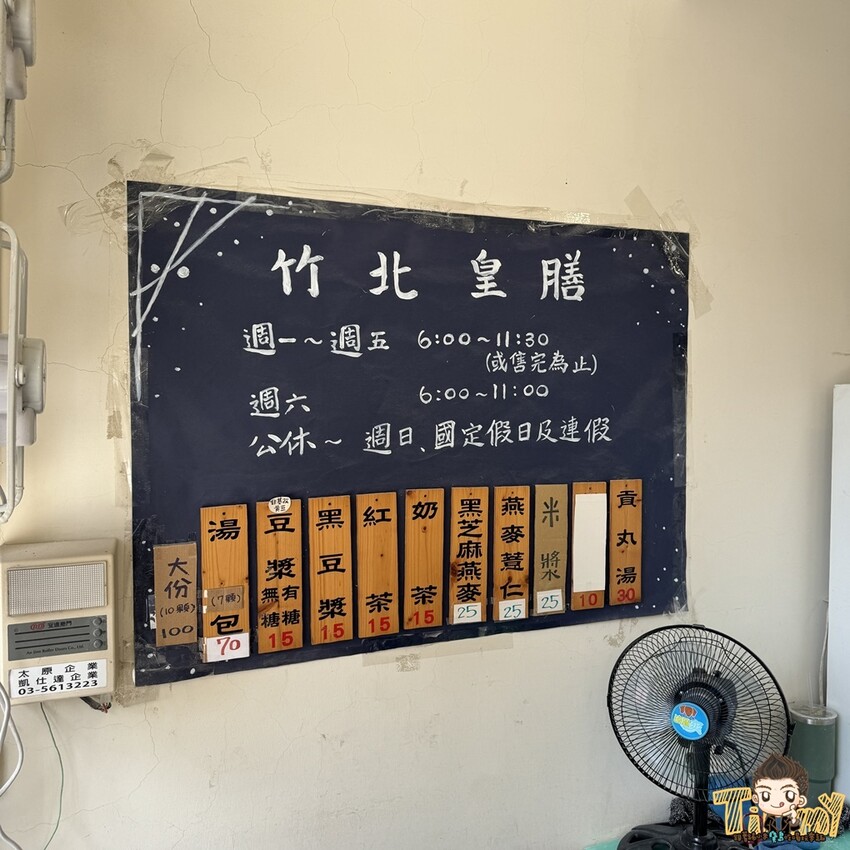 竹北皇膳
週一～週五 6:00～11:30
(或售完為止)
週六 6:00～11:00
公休～週日、國定假日及連假
大份
(10顆)
100
湯包
(7顆)
70
豆漿
無糖
有糖
15
黑豆漿
15
紅茶
15
奶茶
15
黑芝麻燕麥
25
燕麥薏仁
25
米漿
25
10
貢丸湯
30
太原企業
凱仕達企業
03-5613223